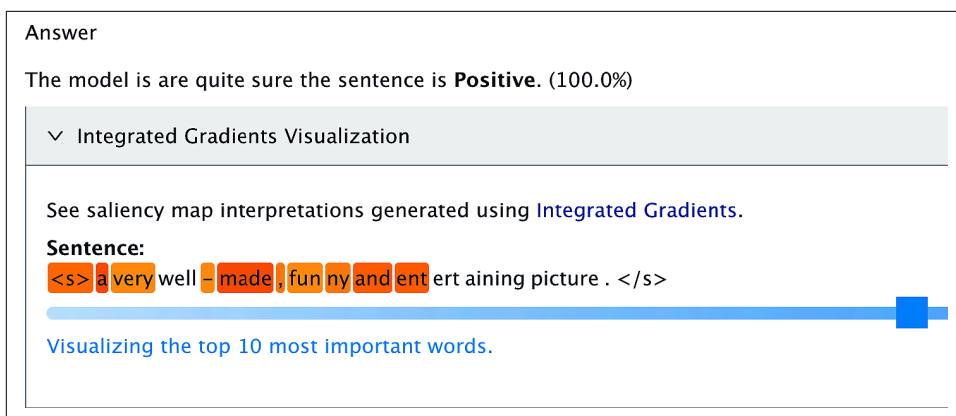 Answer
The model is are quite sure the sentence is Positive. (100.0%)
Integrated Gradients Visualization
See saliency map interpretations generated using Integrated Gradients.
Sentence:
<s> a very well - made , fun ny and ent ert aining picture . </s>
Visualizing the top 10 most important words.